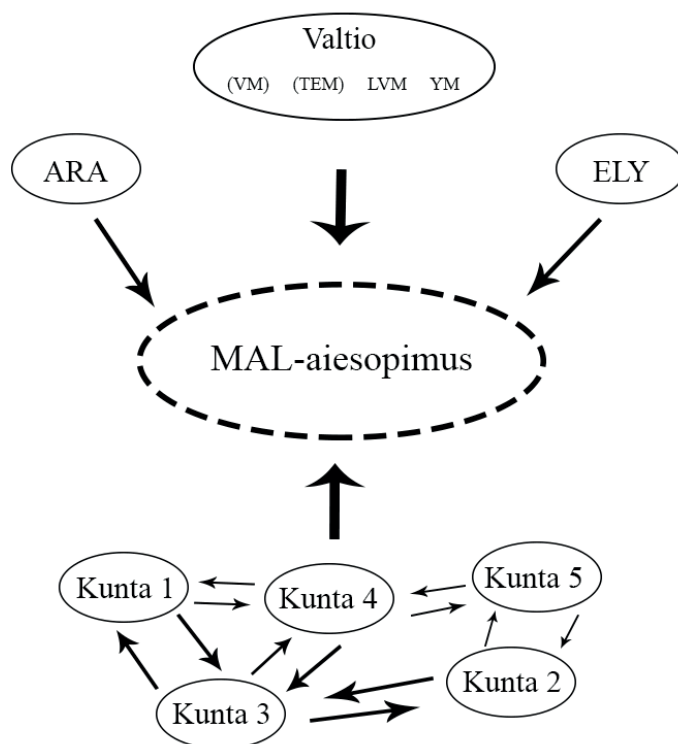 Valtio
(VM) (TEM) LVM YM
ARA
ELY
MAL-aiesopimus
Kunta 1
Kunta 4
Kunta 5
Kunta 3
Kunta 2